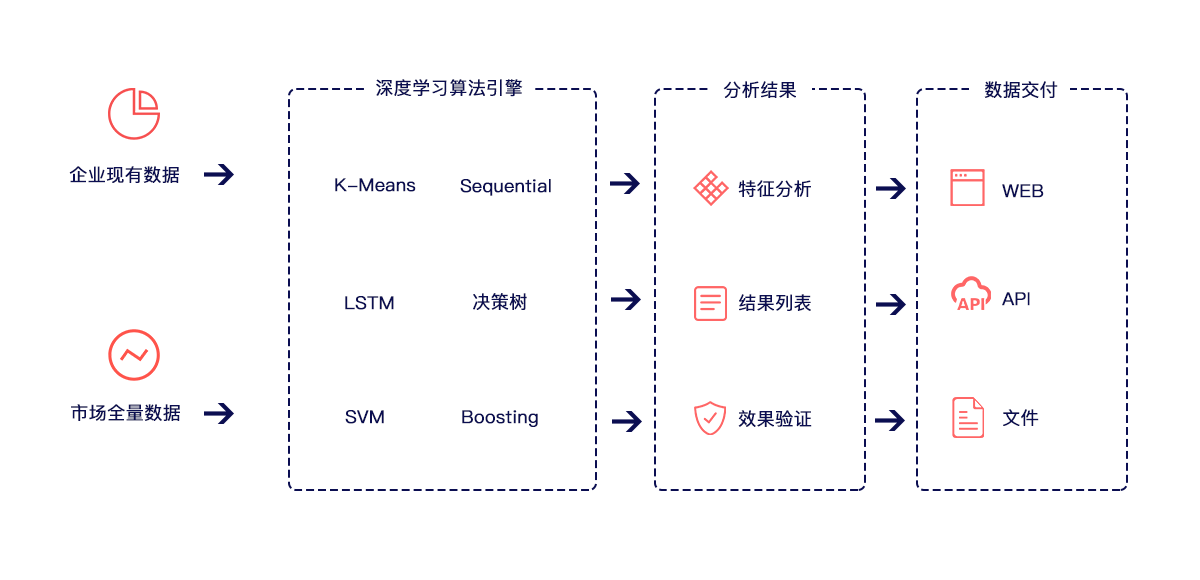 企业现有数据
市场全量数据
深度学习算法引擎
K-Means
Sequential
LSTM
决策树
SVM
Boosting
分析结果
特征分析
结果列表
效果验证
数据交付
WEB
API
API
文件